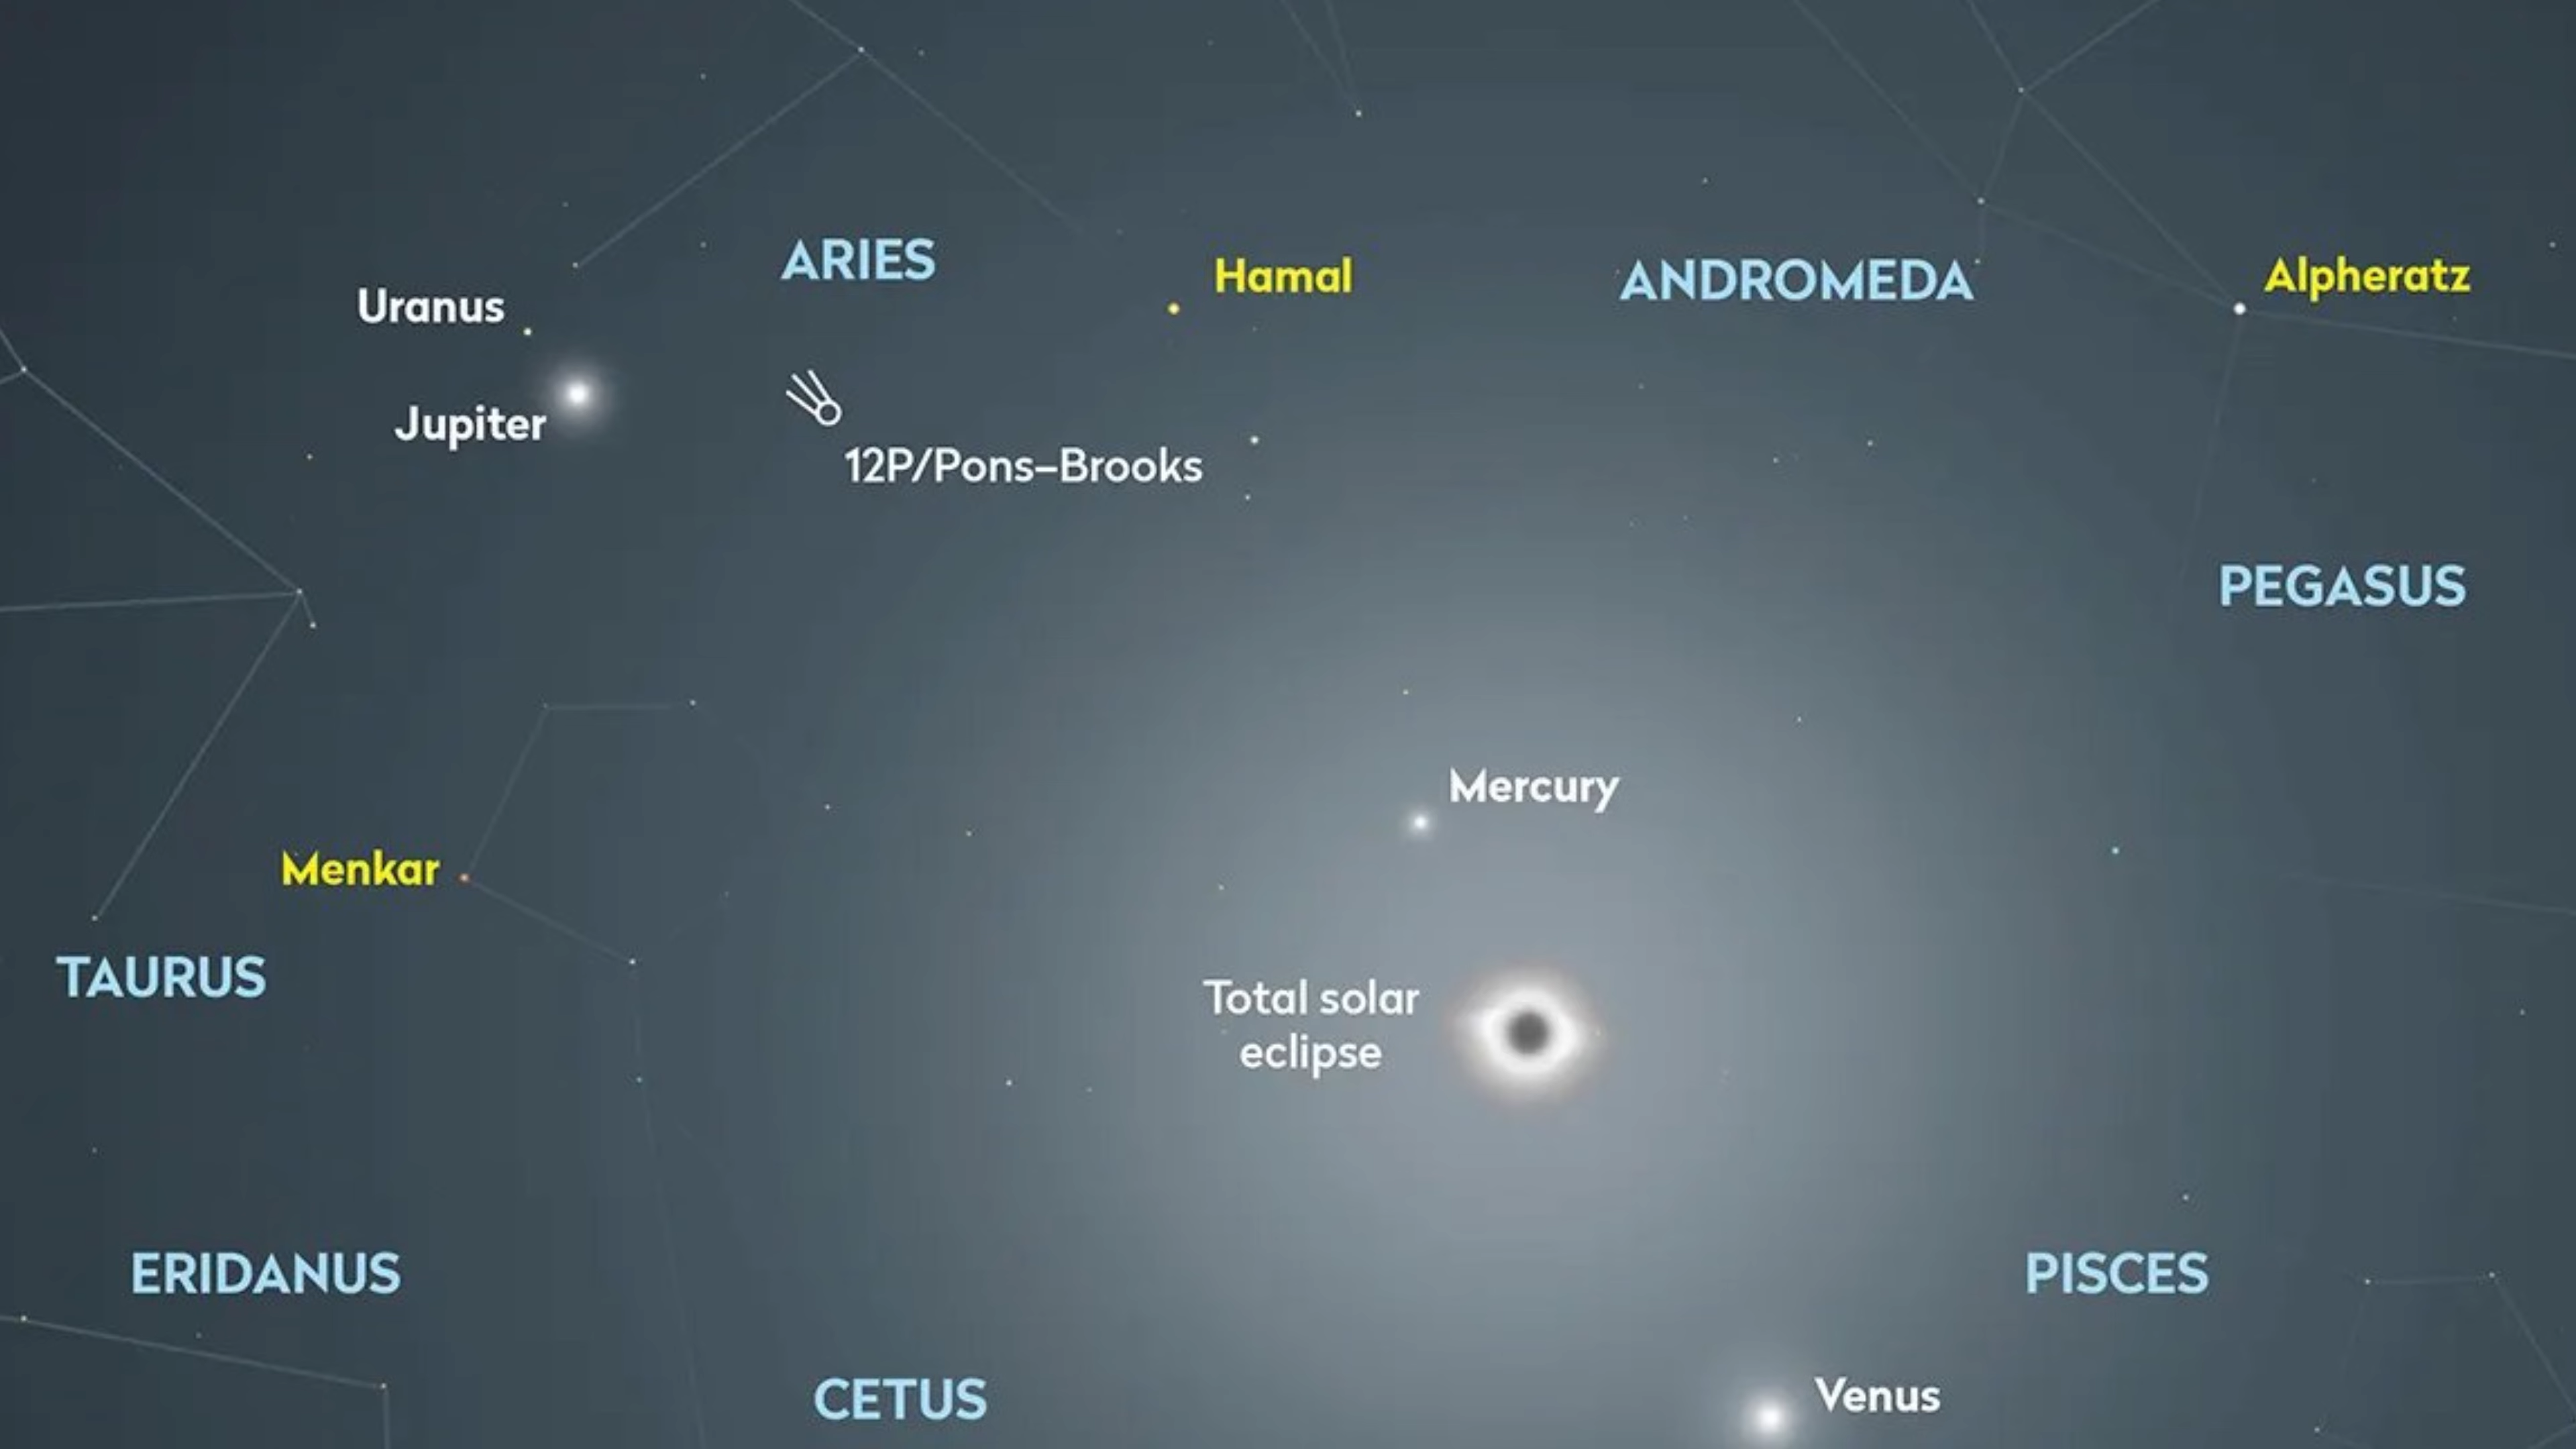 ARIES
Hamal
ANDROMEDA
Alpheratz
Uranus
Jupiter
12P/Pons–Brooks
PEGASUS
Mercury
Menkar
TAURUS
Total solar
eclipse
ERIDANUS
PISCES
CETUS
Venus